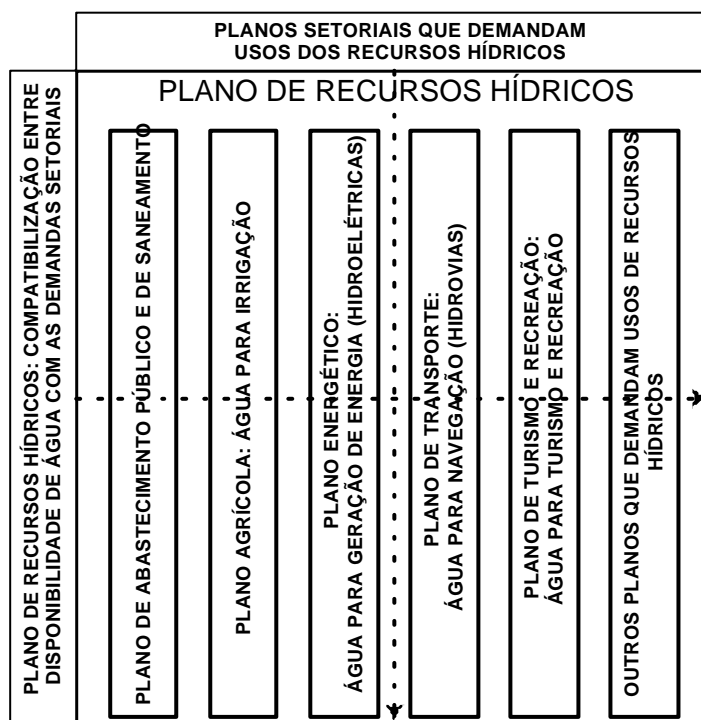 PLANOS SETORIAIS QUE DEMANDAM
USOS DOS RECURSOS HÍDRICOS
PLANO DE RECURSOS HÍDRICOS: COMPATIBILIZAÇÃO ENTRE
DISPONIBILIDADE DE ÁGUA COM AS DEMANDAS SETORIAIS
PLANO DE RECURSOS HÍDRICOS
PLANO DE ABASTECIMENTO PÚBLICO E DE SANEAMENTO
PLANO AGRÍCOLA: ÁGUA PARA IRRIGAÇÃO
PLANO ENERGÉTICO:
ÁGUA PARA GERAÇÃO DE ENERGIA (HIDROELÉTRICAS)
PLANO DE TRANSPORTE:
ÁGUA PARA NAVEGAÇÃO (HIDROVIAS)
PLANO DE TURISMO E RECREAÇÃO:
ÁGUA PARA TURISMO E RECREAÇÃO
OUTROS PLANOS QUE DEMANDAM USOS DE RECURSOS
HÍDRICOS